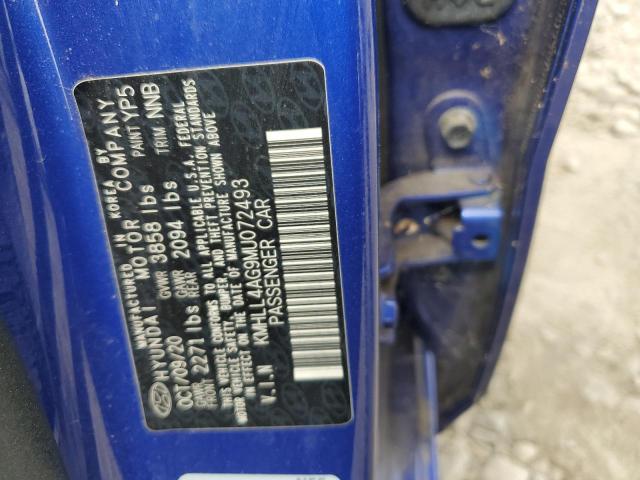 MANUFACTURED IN KOREA BY
HYUNDAI MOTOR COMPANY
OCT/09/20 GVWR 3858 lbs PAINT YP5
GAWR FRONT 2271 lbs GAWR REAR 2094 lbs TRIM NNB
THIS VEHICLE CONFORMS TO ALL APPLICABLE U.S.A. FEDERAL
MOTOR VEHICLE SAFETY, BUMPER, AND THEFT PREVENTION STANDARDS
IN EFFECT ON THE DATE OF MANUFACTURE SHOWN ABOVE
V.I.N KMHLL4AG9MU072493
PASSENGER CAR